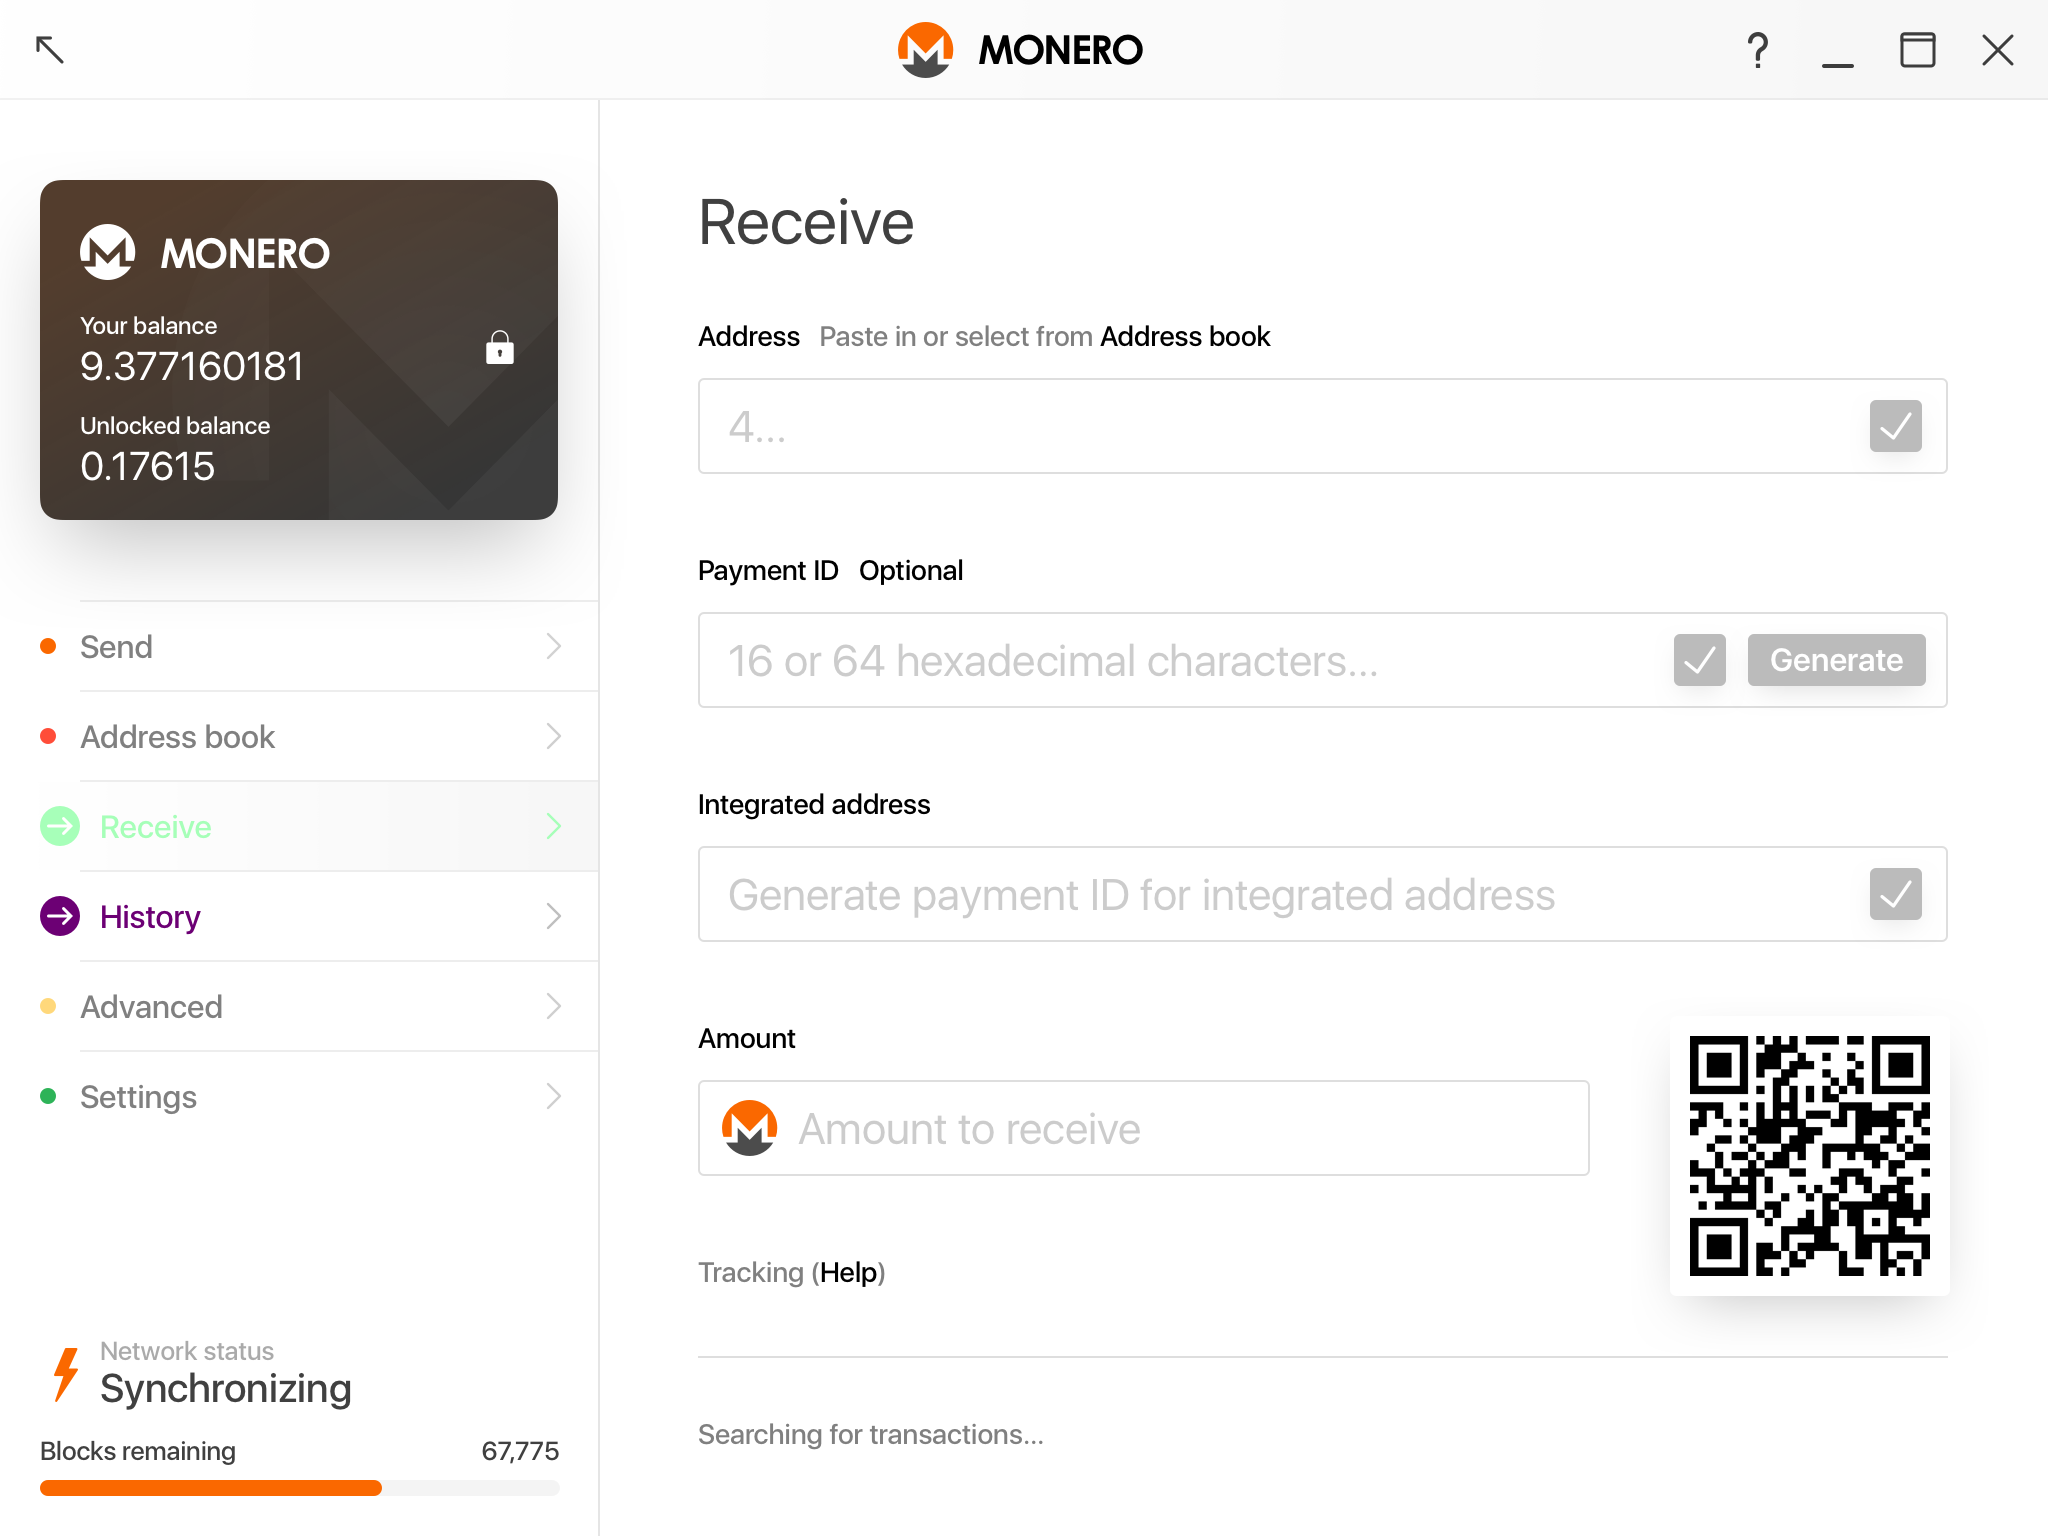 MONERO
?
MONERO
Your balance
9.377160181
Unlocked balance
0.17615
Send
Address book
Receive
History
Advanced
Settings
Network status
Synchronizing
Blocks remaining 67,775
Receive
Address Paste in or select from Address book
4...
Payment ID Optional
16 or 64 hexadecimal characters...
Generate
Integrated address
Generate payment ID for integrated address
Amount
Amount to receive
Tracking (Help)
Searching for transactions...